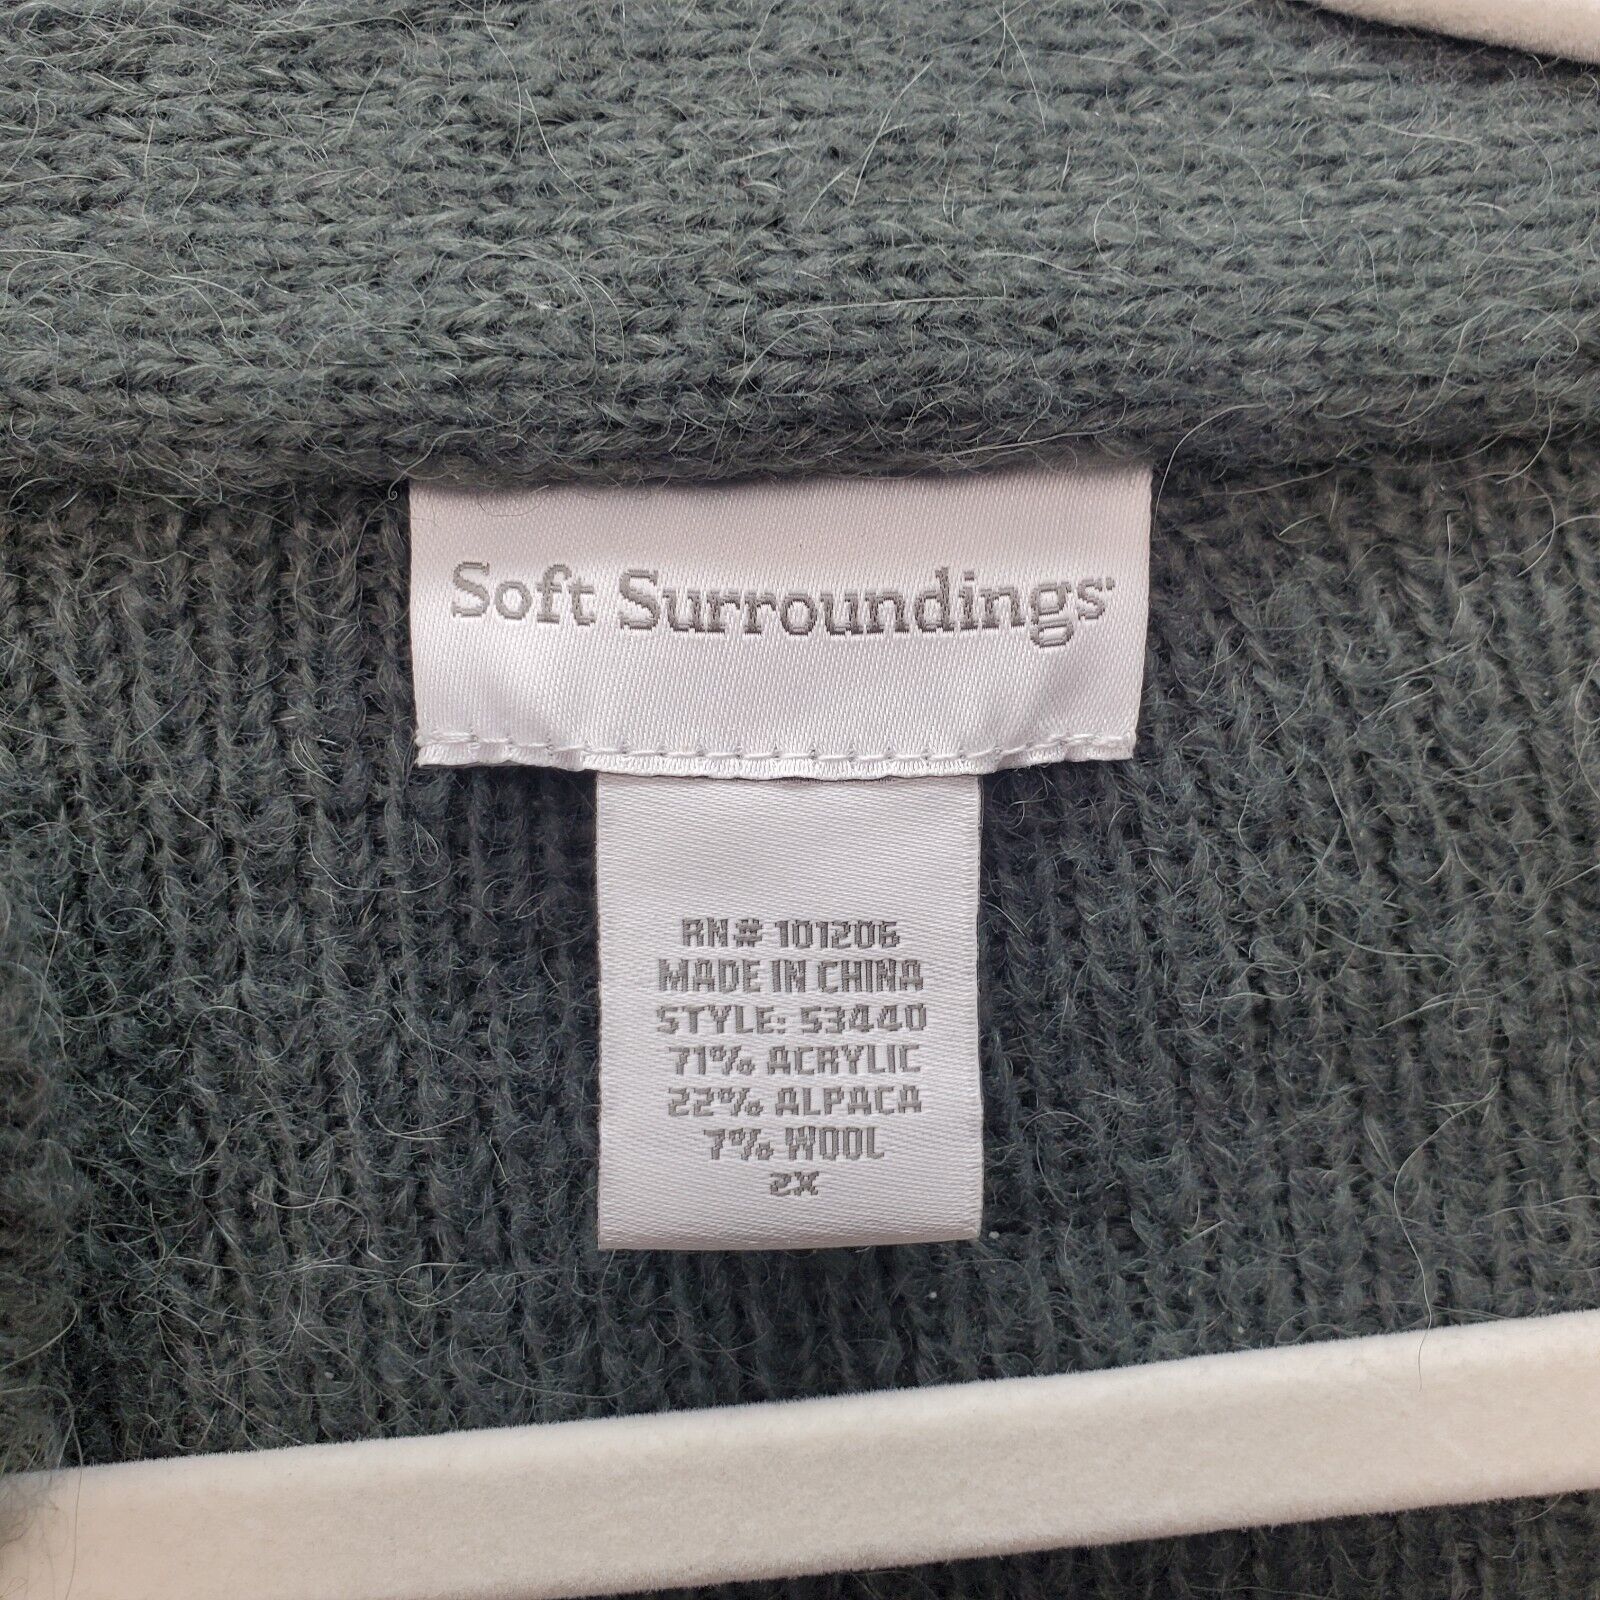 Soft Surroundings
RN# 101206
MADE IN CHINA
STYLE: 53440
71% ACRYLIC
22% ALPACA
7% WOOL
2X